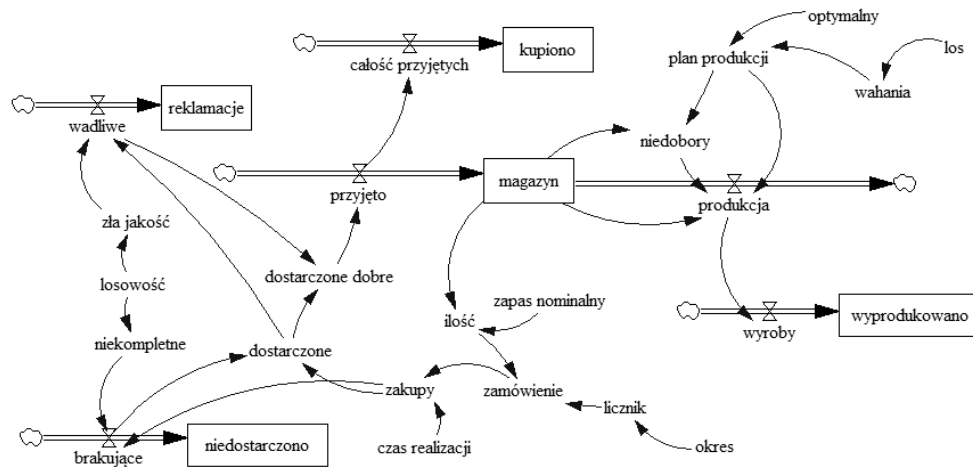 optymalny
los
kupiono
całość przyjętych
plan produkcji
wahania
reklamacje
wadliwe
niedobory
magazyn
przyjęto
produkcja
zła jakość
dostarczone dobre
losowość
zapas nominalny
ilość
wyprodukowano
wyroby
niekompletne
dostarczone
zakupy
zamówienie
licznik
niedostarczono
czas realizacji
okres
brakujące